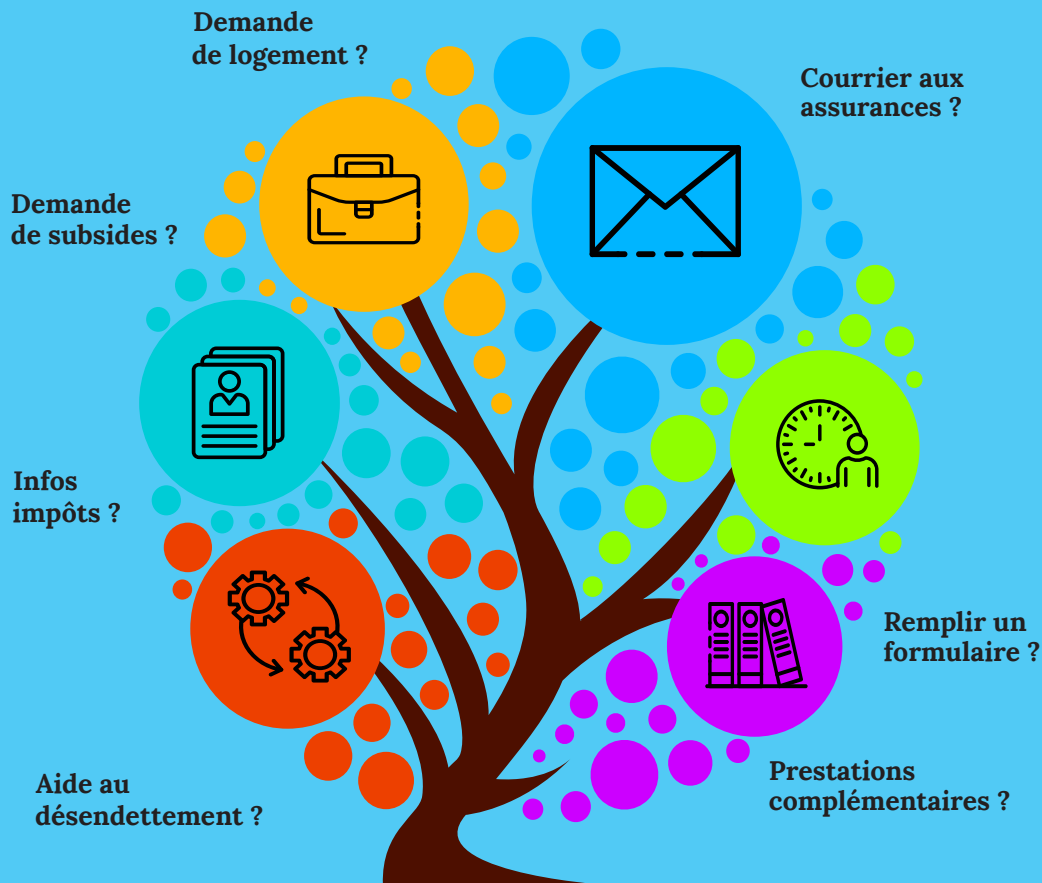 Demande
de logement ?
Courrier aux
assurances ?
Demande
de subsides ?
Infos
impôts ?
Remplir un
formulaire ?
Aide au
désendettement ?
Prestations
complémentaires ?